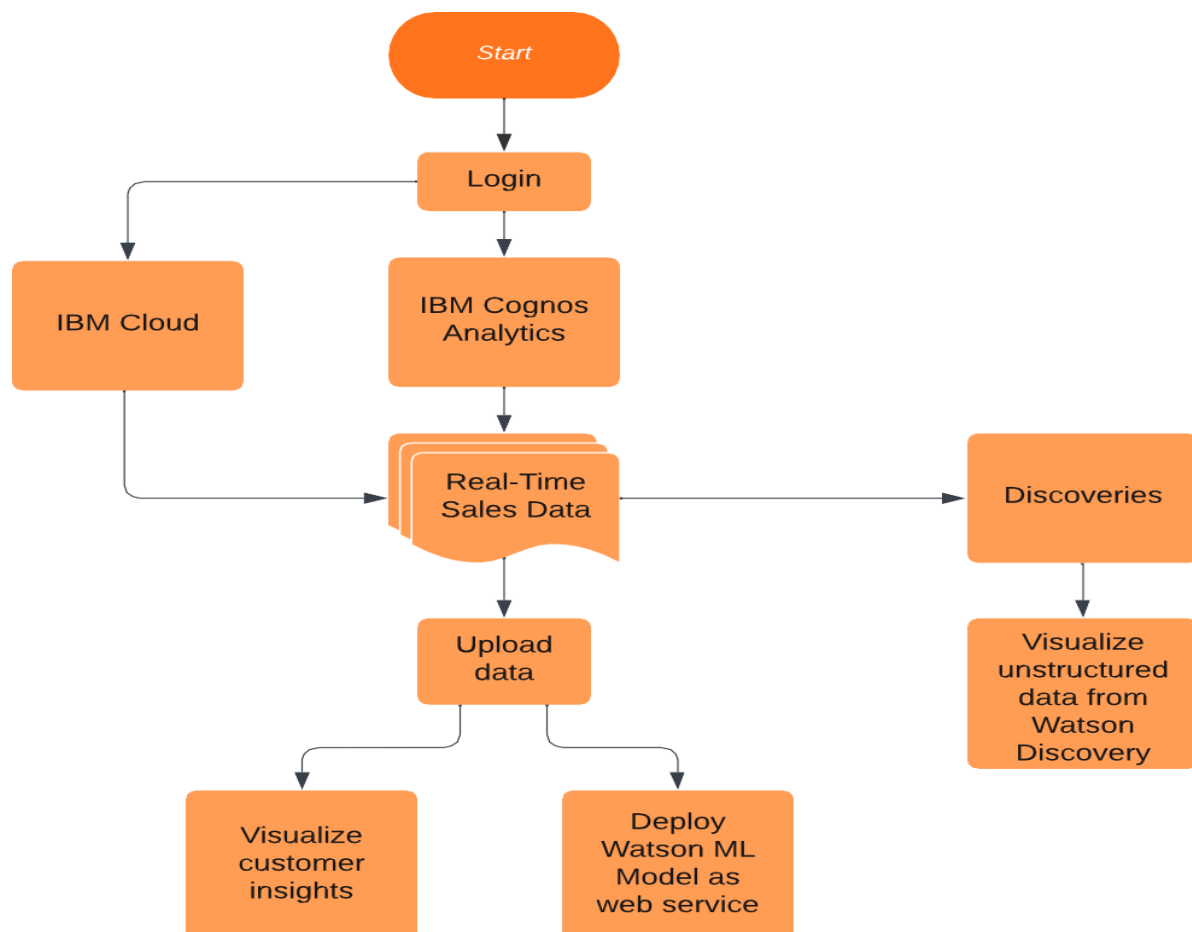 Start
Login
IBM Cloud
IBM Cognos
Analytics
Real-Time
Sales Data
Discoveries
Upload
data
Visualize
unstructured
data from
Watson
Discovery
Visualize
customer
insights
Deploy
Watson ML
Model as
web service